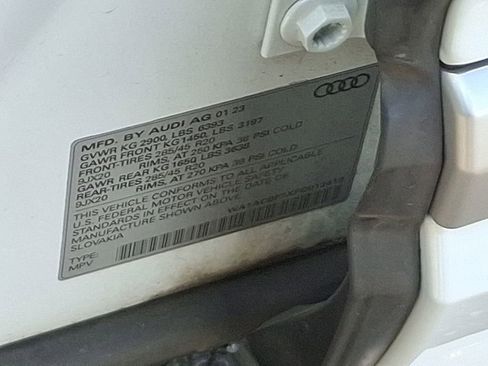 MFD. BY AUDI AG 01 23
GVWR KG 2900, LBS 6393
GAWR FRONT KG 1450, LBS 3197
FRONT-TIRES 285/45 R20
9JX20 RIMS, AT 250 KPA 36 PSI COLD
GAWR REAR KG 1650 LBS 3638
REAR-TIRES 285/45 R20
9JX20 RIMS, AT 270 KPA 38 PSI COLD
THIS VEHICLE CONFORMS TO ALL APPLICABLE
U.S. FEDERAL MOTOR VEHICLE SAFETY
STANDARDS IN EFFECT ON THE DATE OF
MANUFACTURE SHOWN ABOVE.
SLOVAKIA
TYPE:
MPV